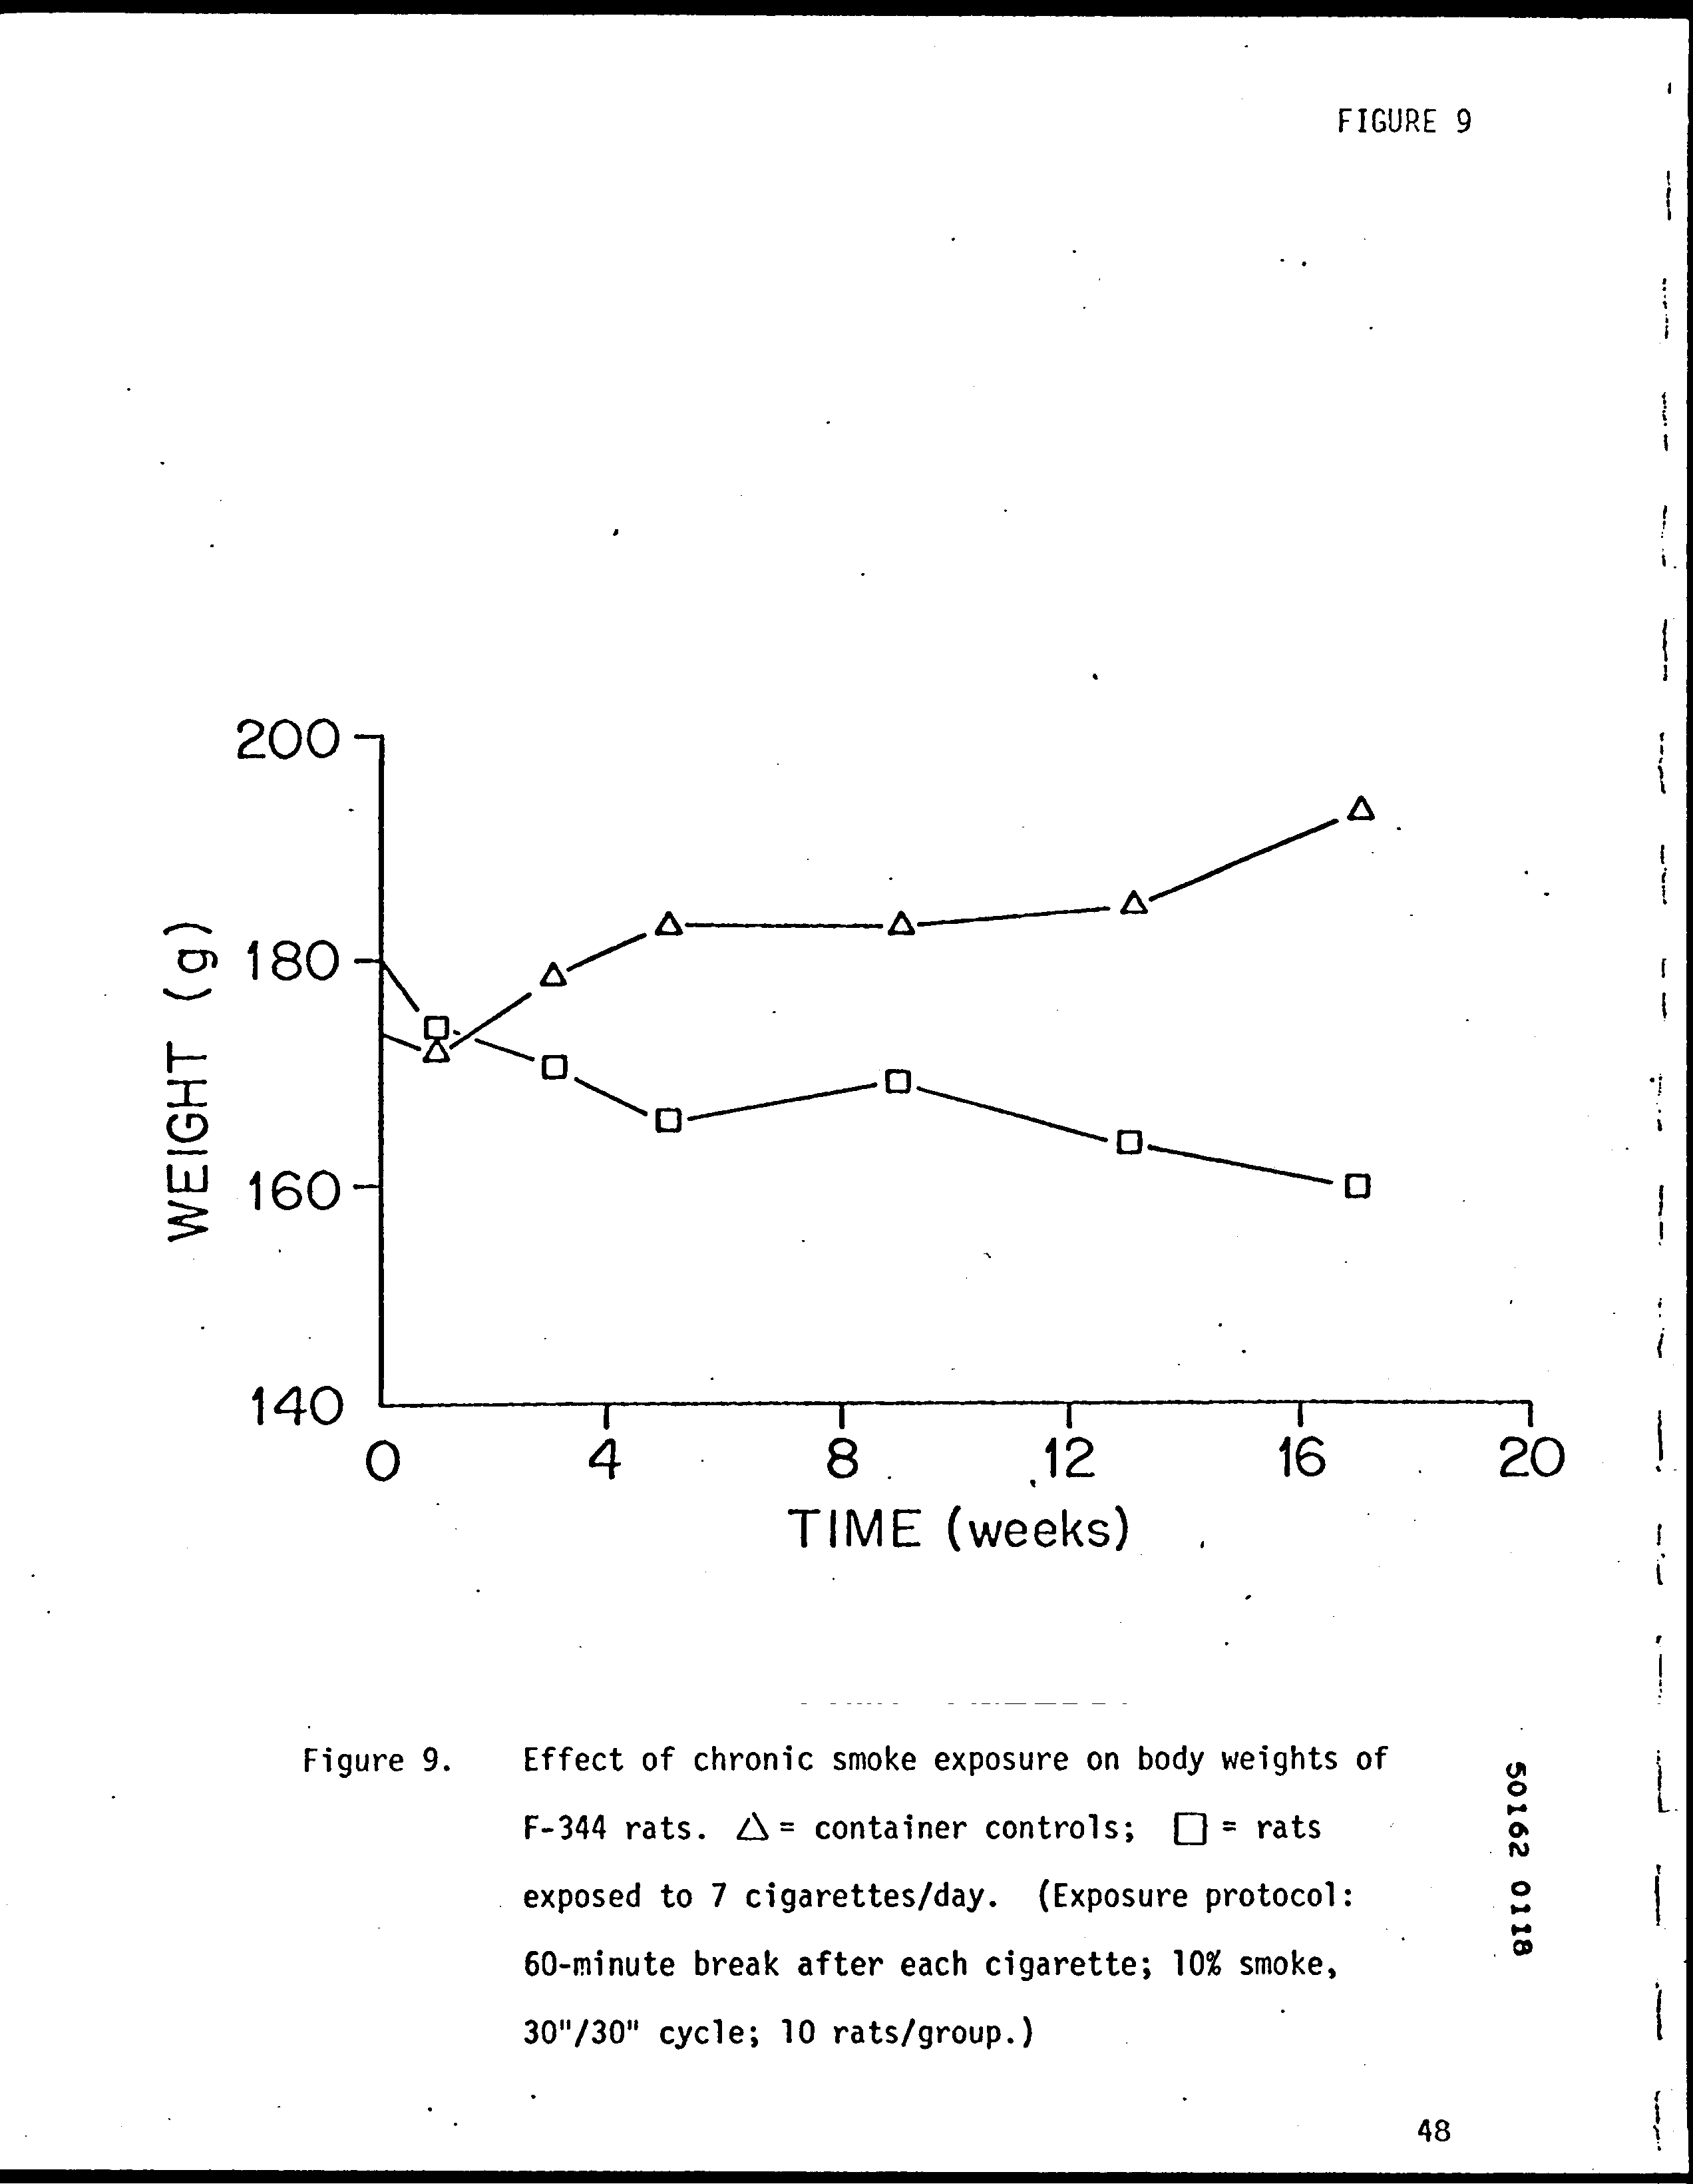 FIGURE 9
200
180
160
140
WEIGHT (g)
0 4 8 12 16 20
TIME (weeks)
Figure 9. Effect of chronic smoke exposure on body weights of
F-344 rats. △ = container controls; □ = rats
exposed to 7 cigarettes/day. (Exposure protocol:
60-minute break after each cigarette; 10% smoke,
30"/30" cycle; 10 rats/group.)
50162 0118
48